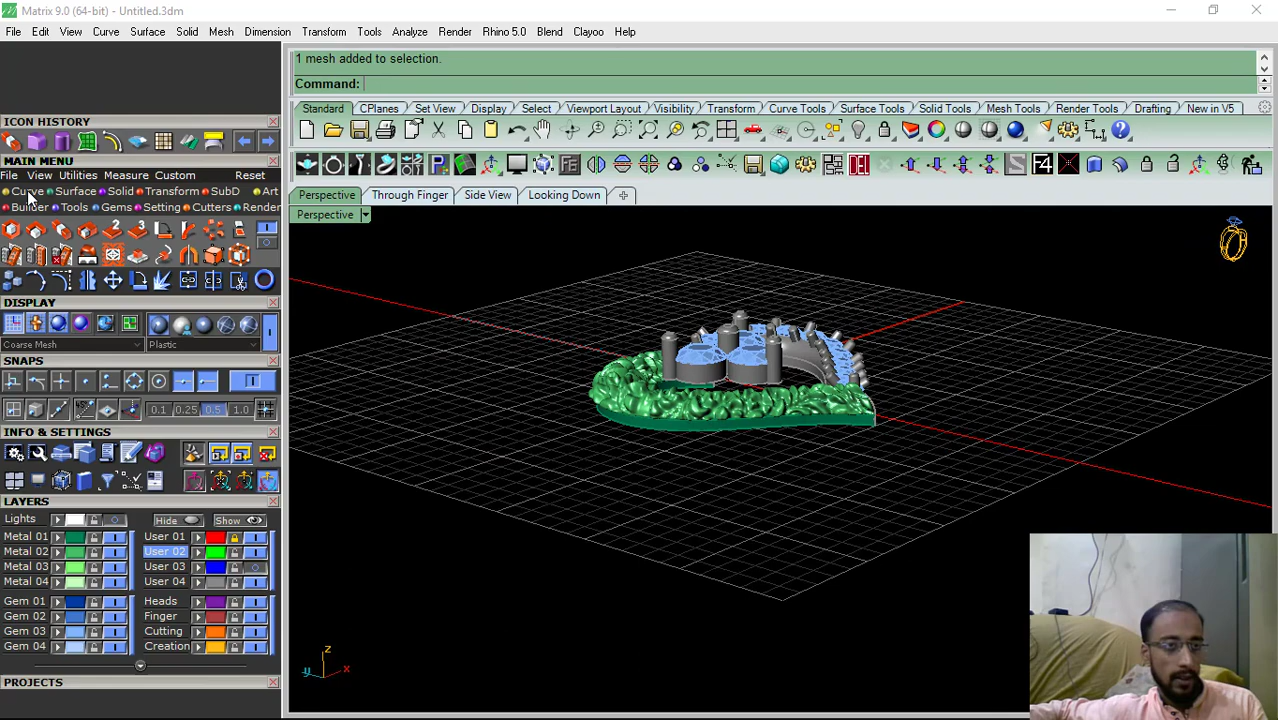 Matrix 9.0 (64-bit) - Untitled.3dm
File Edit View Curve Surface Solid Mesh Dimension Transform Tools Analyze Render Rhino 5.0 Blend Clayoo Help
1 mesh added to selection.
Command:
Standard CPlanes Set View Display Select Viewport Layout Visibility Transform Curve Tools Surface Tools Solid Tools Mesh Tools Render Tools Drafting New in V5
ICON HISTORY
MAIN MENU
File View Utilities Measure Custom Reset
Curve Surface Solid Transform SubD Art
Builder Tools Gems Setting Cutters Render
F4
Perspective Through Finger Side View Looking Down
Perspective
2 3
DISPLAY
Coarse Mesh Plastic
SNAPS
0.1 0.25 0.5 1.0
INFO & SETTINGS
LAYERS
Lights Hide Show
Metal 01 User 01
Metal 02 User 02
Metal 03 User 03
Metal 04 User 04
Gem 01 Heads
Gem 02 Finger
Gem 03 Cutting
Gem 04 Creation
PROJECTS
z
y x